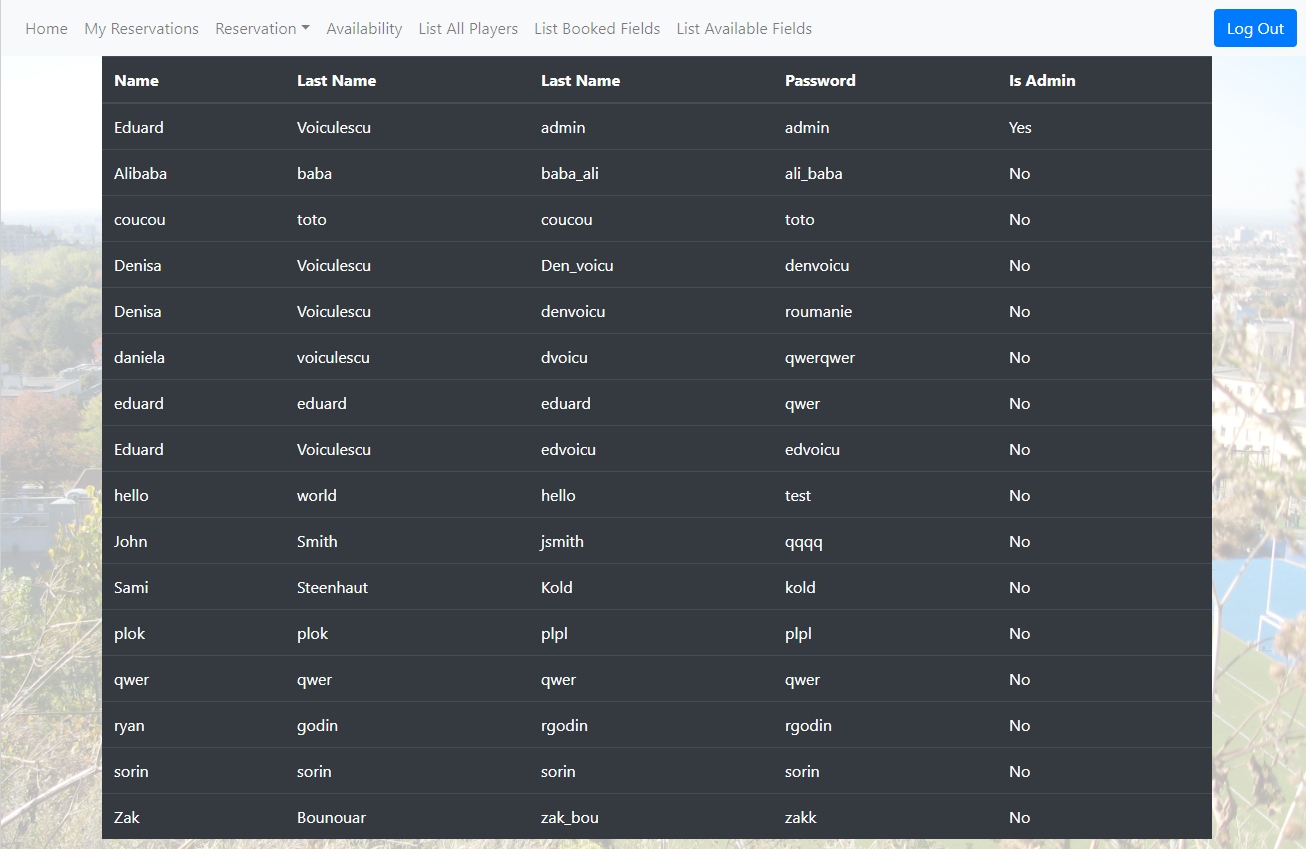 Home My Reservations Reservation Availability List All Players List Booked Fields List Available Fields Log Out
Name Last Name Last Name Password Is Admin
Eduard Voiculescu admin admin Yes
Alibaba baba baba_ali ali_baba No
coucou toto coucou toto No
Denisa Voiculescu Den_voicu denvoicu No
Denisa Voiculescu denvoicu roumanie No
daniela voiculescu dvoicu qwerqwer No
eduard eduard eduard qwer No
Eduard Voiculescu edvoicu edvoicu No
hello world hello test No
John Smith jsmith qqqq No
Sami Steenhaut Kold kold No
plok plok plpl plpl No
qwer qwer qwer qwer No
ryan godin rgodin rgodin No
sorin sorin sorin sorin No
Zak Bounouar zak_bou zakk No